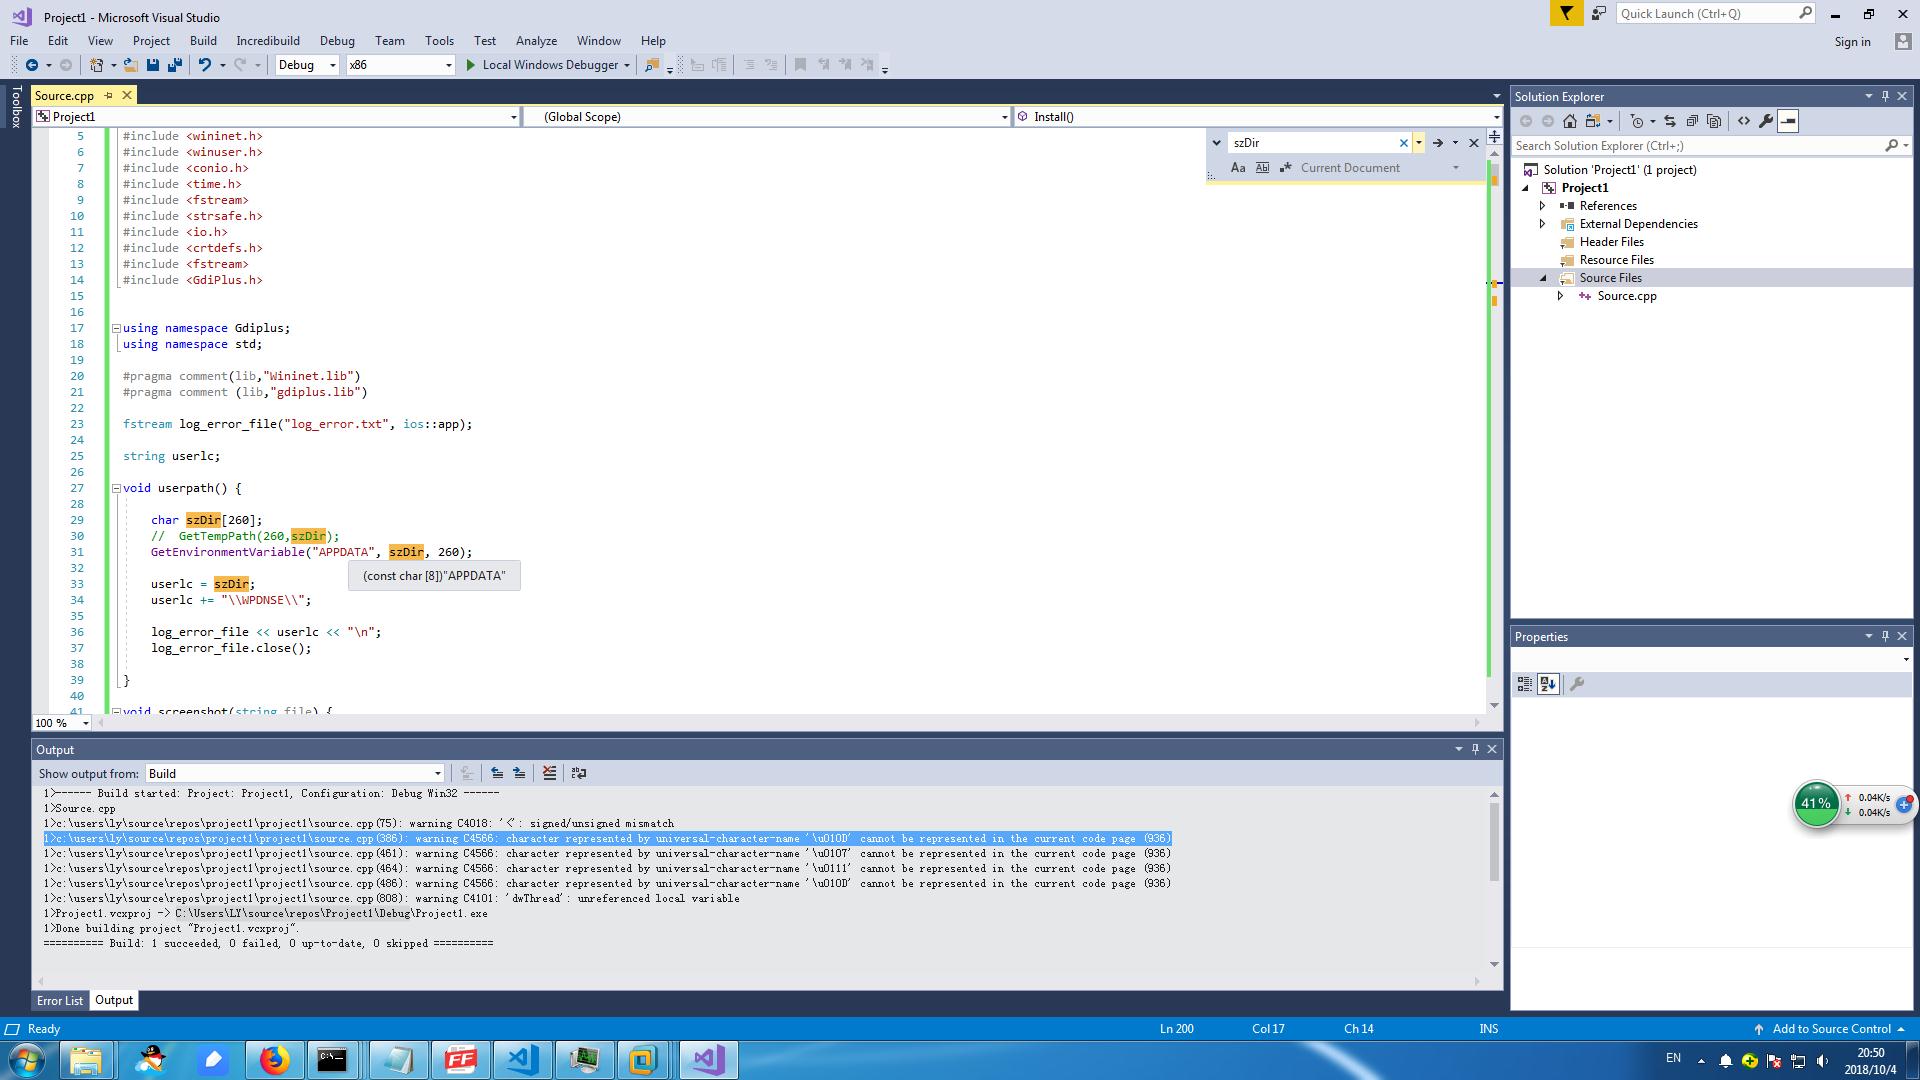 Project1 - Microsoft Visual Studio
Quick Launch (Ctrl+Q)
File Edit View Project Build Incredibuild Debug Team Tools Test Analyze Window Help
Sign in
Debug x86 Local Windows Debugger
Toolbox
Source.cpp
Project1 (Global Scope) Install()
szDir
Aa Abl Current Document
5 #include <wininet.h>
6 #include <winuser.h>
7 #include <conio.h>
8 #include <time.h>
9 #include <fstream>
10 #include <strsafe.h>
11 #include <io.h>
12 #include <crtdefs.h>
13 #include <fstream>
14 #include <GdiPlus.h>
15
16
17 using namespace Gdiplus;
18 using namespace std;
19
20 #pragma comment(lib,"Wininet.lib")
21 #pragma comment (lib,"gdiplus.lib")
22
23 fstream log_error_file("log_error.txt", ios::app);
24
25 string userlc;
26
27 void userpath() {
28
29 char szDir[260];
30 //  GetTempPath(260,szDir);
31 GetEnvironmentVariable("APPDATA", szDir, 260);
32
(const char [8])"APPDATA"
33 userlc = szDir;
34 userlc += "\\WPDNSE\\";
35
36 log_error_file << userlc << "\n";
37 log_error_file.close();
38
39 }
40
41 void screenshot(string file) {
100 %
Solution Explorer
Search Solution Explorer (Ctrl+;)
Solution 'Project1' (1 project)
Project1
References
External Dependencies
Header Files
Resource Files
Source Files
Source.cpp
Properties
Output
Show output from: Build
1>------ Build started: Project: Project1, Configuration: Debug Win32 ------
1>Source.cpp
1>c:\users\ly\source\repos\project1\project1\source.cpp(75): warning C4018: '<': signed/unsigned mismatch
1>c:\users\ly\source\repos\project1\project1\source.cpp(386): warning C4566: character represented by universal-character-name '\u010D' cannot be represented in the current code page (936)
1>c:\users\ly\source\repos\project1\project1\source.cpp(461): warning C4566: character represented by universal-character-name '\u0107' cannot be represented in the current code page (936)
1>c:\users\ly\source\repos\project1\project1\source.cpp(464): warning C4566: character represented by universal-character-name '\u0111' cannot be represented in the current code page (936)
1>c:\users\ly\source\repos\project1\project1\source.cpp(486): warning C4566: character represented by universal-character-name '\u010D' cannot be represented in the current code page (936)
1>c:\users\ly\source\repos\project1\project1\source.cpp(808): warning C4101: 'dwThread': unreferenced local variable
1>Project1.vcxproj -> C:\Users\LY\source\repos\Project1\Debug\Project1.exe
1>Done building project "Project1.vcxproj".
========== Build: 1 succeeded, 0 failed, 0 up-to-date, 0 skipped ==========
41% 0.04K/s
0.04K/s
Error List Output
Ready Ln 200 Col 17 Ch 14 INS Add to Source Control
EN 20:50
2018/10/4